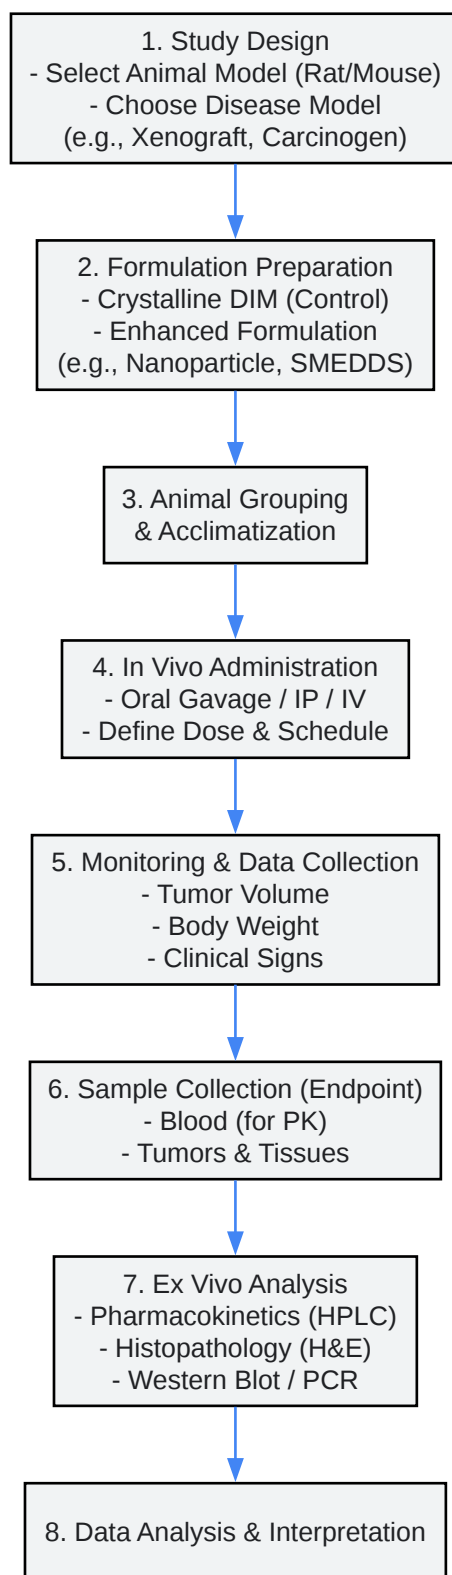 1. Study Design
- Select Animal Model (Rat/Mouse)
- Choose Disease Model
(e.g., Xenograft, Carcinogen)
2. Formulation Preparation
- Crystalline DIM (Control)
- Enhanced Formulation
(e.g., Nanoparticle, SMEDDS)
3. Animal Grouping
& Acclimatization
4. In Vivo Administration
- Oral Gavage / IP / IV
- Define Dose & Schedule
5. Monitoring & Data Collection
- Tumor Volume
- Body Weight
- Clinical Signs
6. Sample Collection (Endpoint)
- Blood (for PK)
- Tumors & Tissues
7. Ex Vivo Analysis
- Pharmacokinetics (HPLC)
- Histopathology (H&E)
- Western Blot / PCR
8. Data Analysis & Interpretation